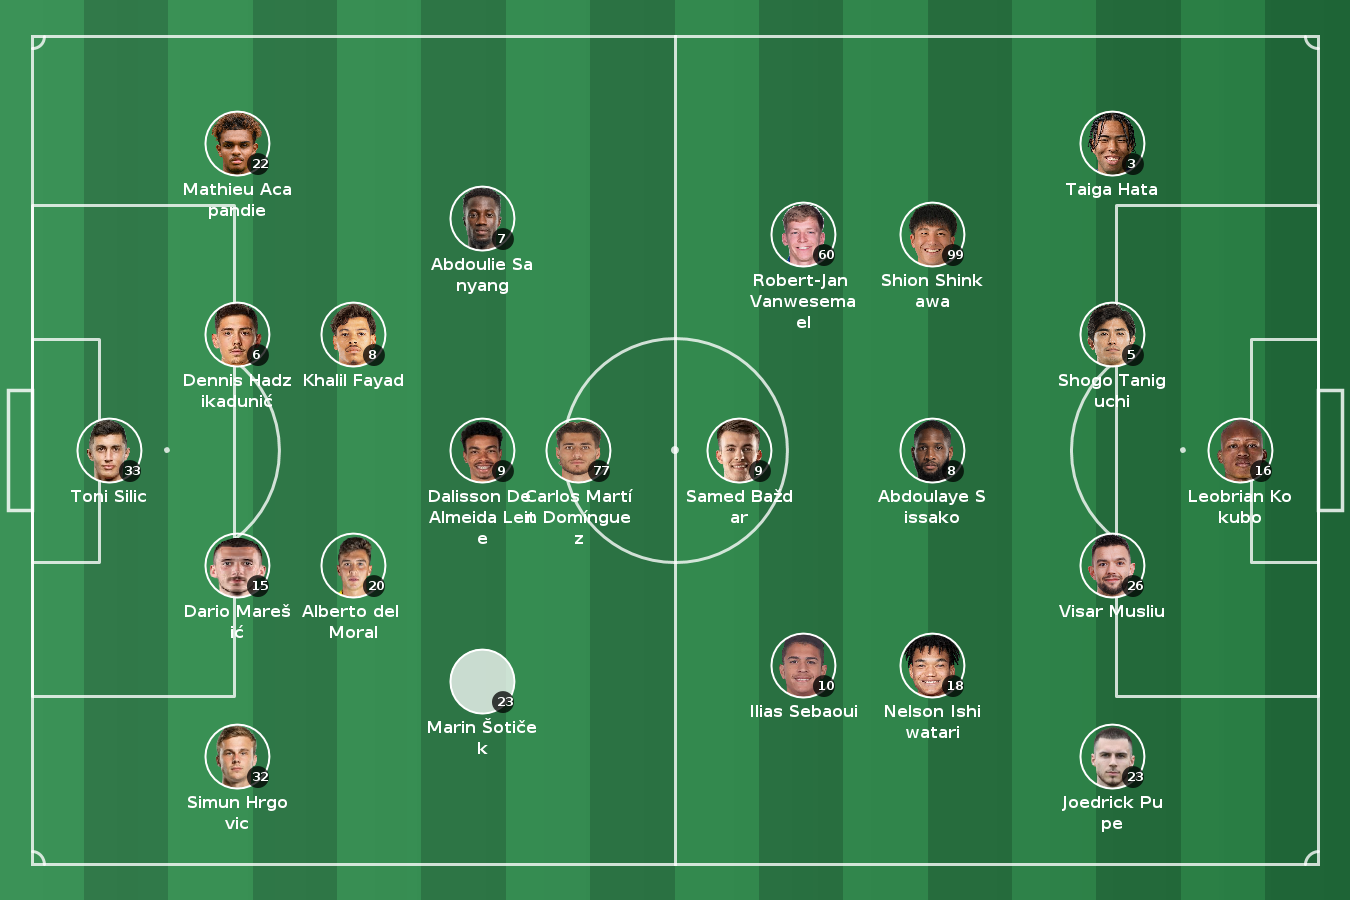 22
Mathieu Aca
pandie
7
Abdoulie Sa
nyang
6
Dennis Hadz
ikadunić
8
Khalil Fayad
33
Toni Silic
9
Dalisson De
Almeida Leit
e
77
Carlos Martí
n Domíngue
z
15
Dario Mareš
ić
20
Alberto del
Moral
23
Marin Šotiče
k
32
Simun Hrgo
vic
60
Robert-Jan
Vanwesema
el
99
Shion Shink
awa
3
Taiga Hata
5
Shogo Tanig
uchi
9
Samed Bažd
ar
8
Abdoulaye S
issako
16
Leobrian Ko
kubo
26
Visar Musliu
10
Ilias Sebaoui
18
Nelson Ishi
watari
23
Joedrick Pu
pe